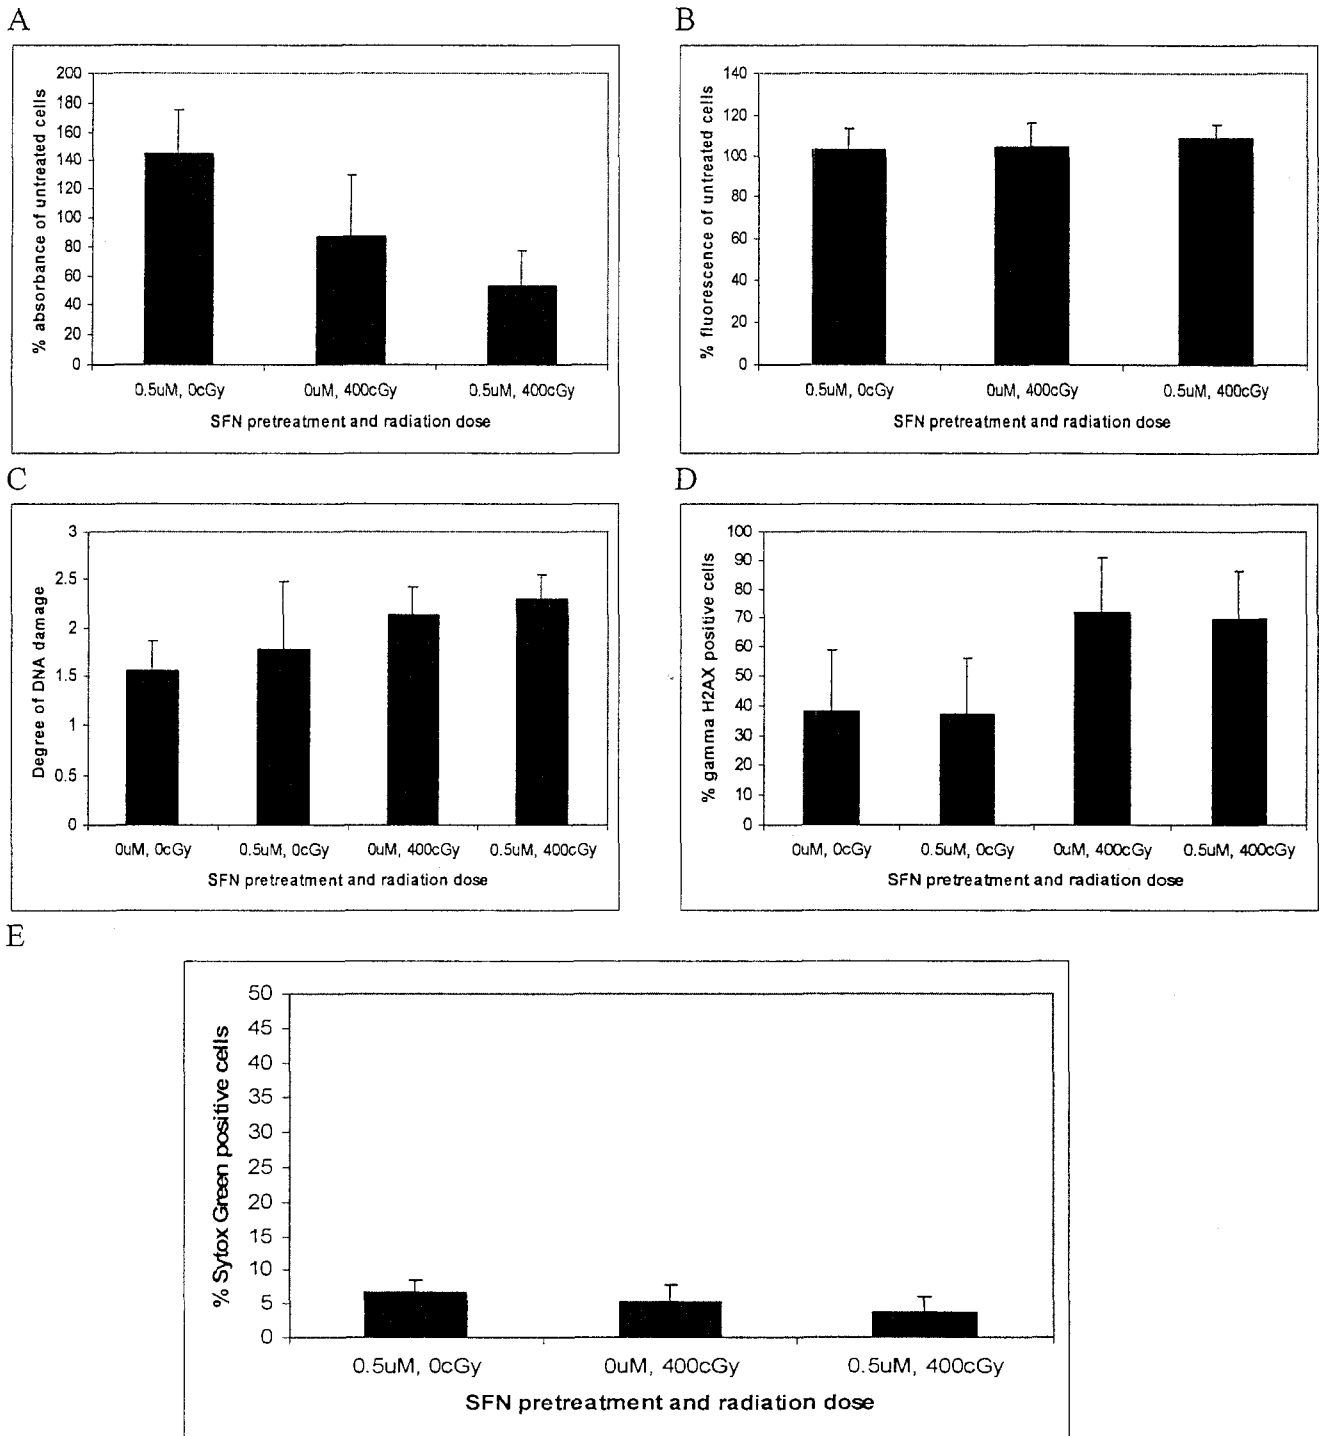 A
% absorbance of untreated cells
200
180
160
140
120
100
80
60
40
20
0
0.5uM, 0cGy 0uM, 400cGy 0.5uM, 400cGy
SFN pretreatment and radiation dose
B
% fluorescence of untreated cells
140
120
100
80
60
40
20
0
0.5uM, 0cGy 0uM, 400cGy 0.5uM, 400cGy
SFN pretreatment and radiation dose
C
Degree of DNA damage
3
2.5
2
1.5
1
0.5
0
0uM, 0cGy 0.5uM, 0cGy 0uM, 400cGy 0.5uM, 400cGy
SFN pretreatment and radiation dose
D
% gamma H2AX positive cells
100
90
80
70
60
50
40
30
20
10
0
0uM, 0cGy 0.5uM, 0cGy 0uM, 400cGy 0.5uM, 400cGy
SFN pretreatment and radiation dose
E
% Sytox Green positive cells
50
45
40
35
30
25
20
15
10
5
0
0.5uM, 0cGy 0uM, 400cGy 0.5uM, 400cGy
SFN pretreatment and radiation dose